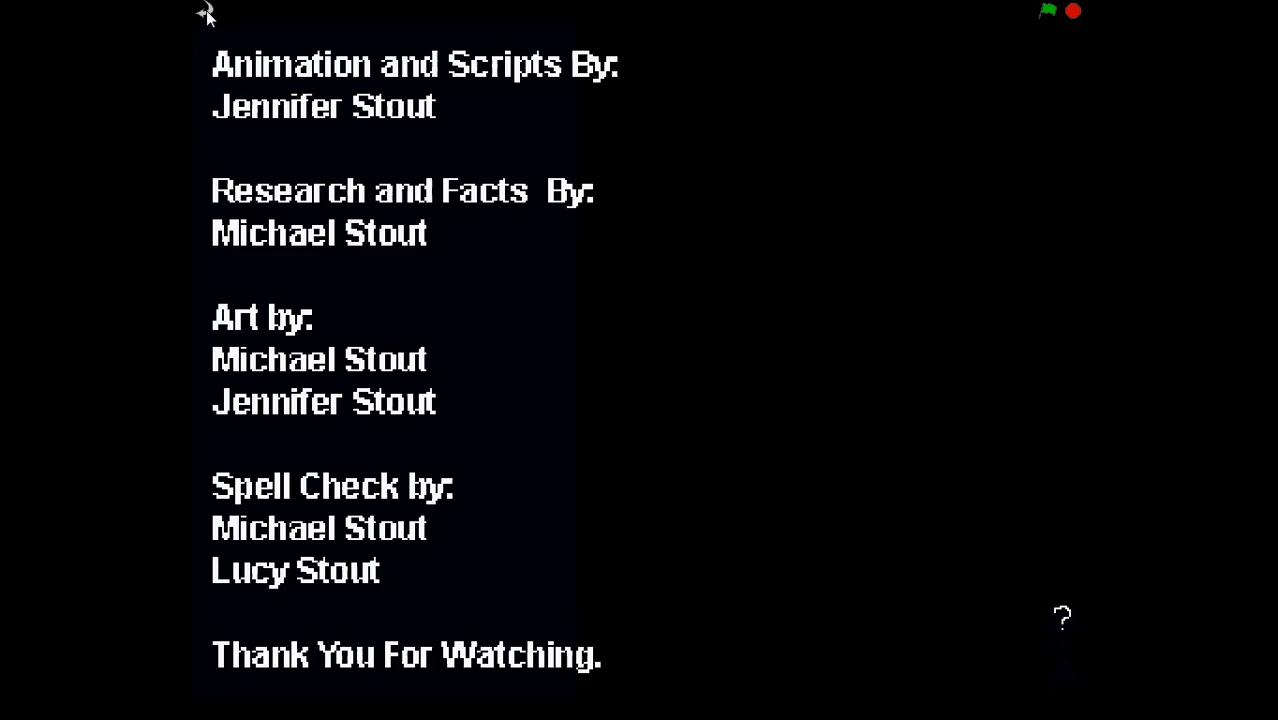 Animation and Scripts By:
Jennifer Stout
Research and Facts  By:
Michael Stout
Art by:
Michael Stout
Jennifer Stout
Spell Check by:
Michael Stout
Lucy Stout
Thank You For Watching.
?